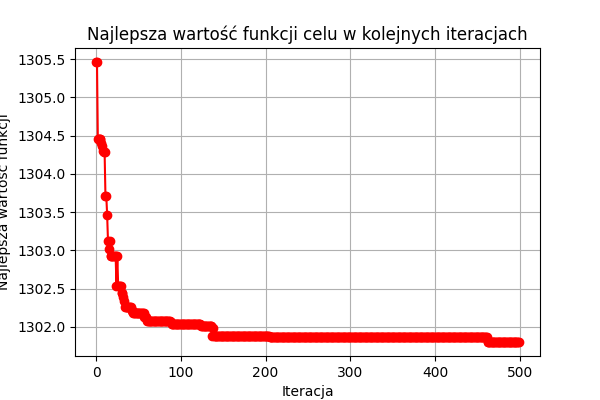 Najlepsza wartość funkcji celu w kolejnych iteracjach
Najlepsza wartość funkcji
1305.5
1305.0
1304.5
1304.0
1303.5
1303.0
1302.5
1302.0
0 100 200 300 400 500
Iteracja